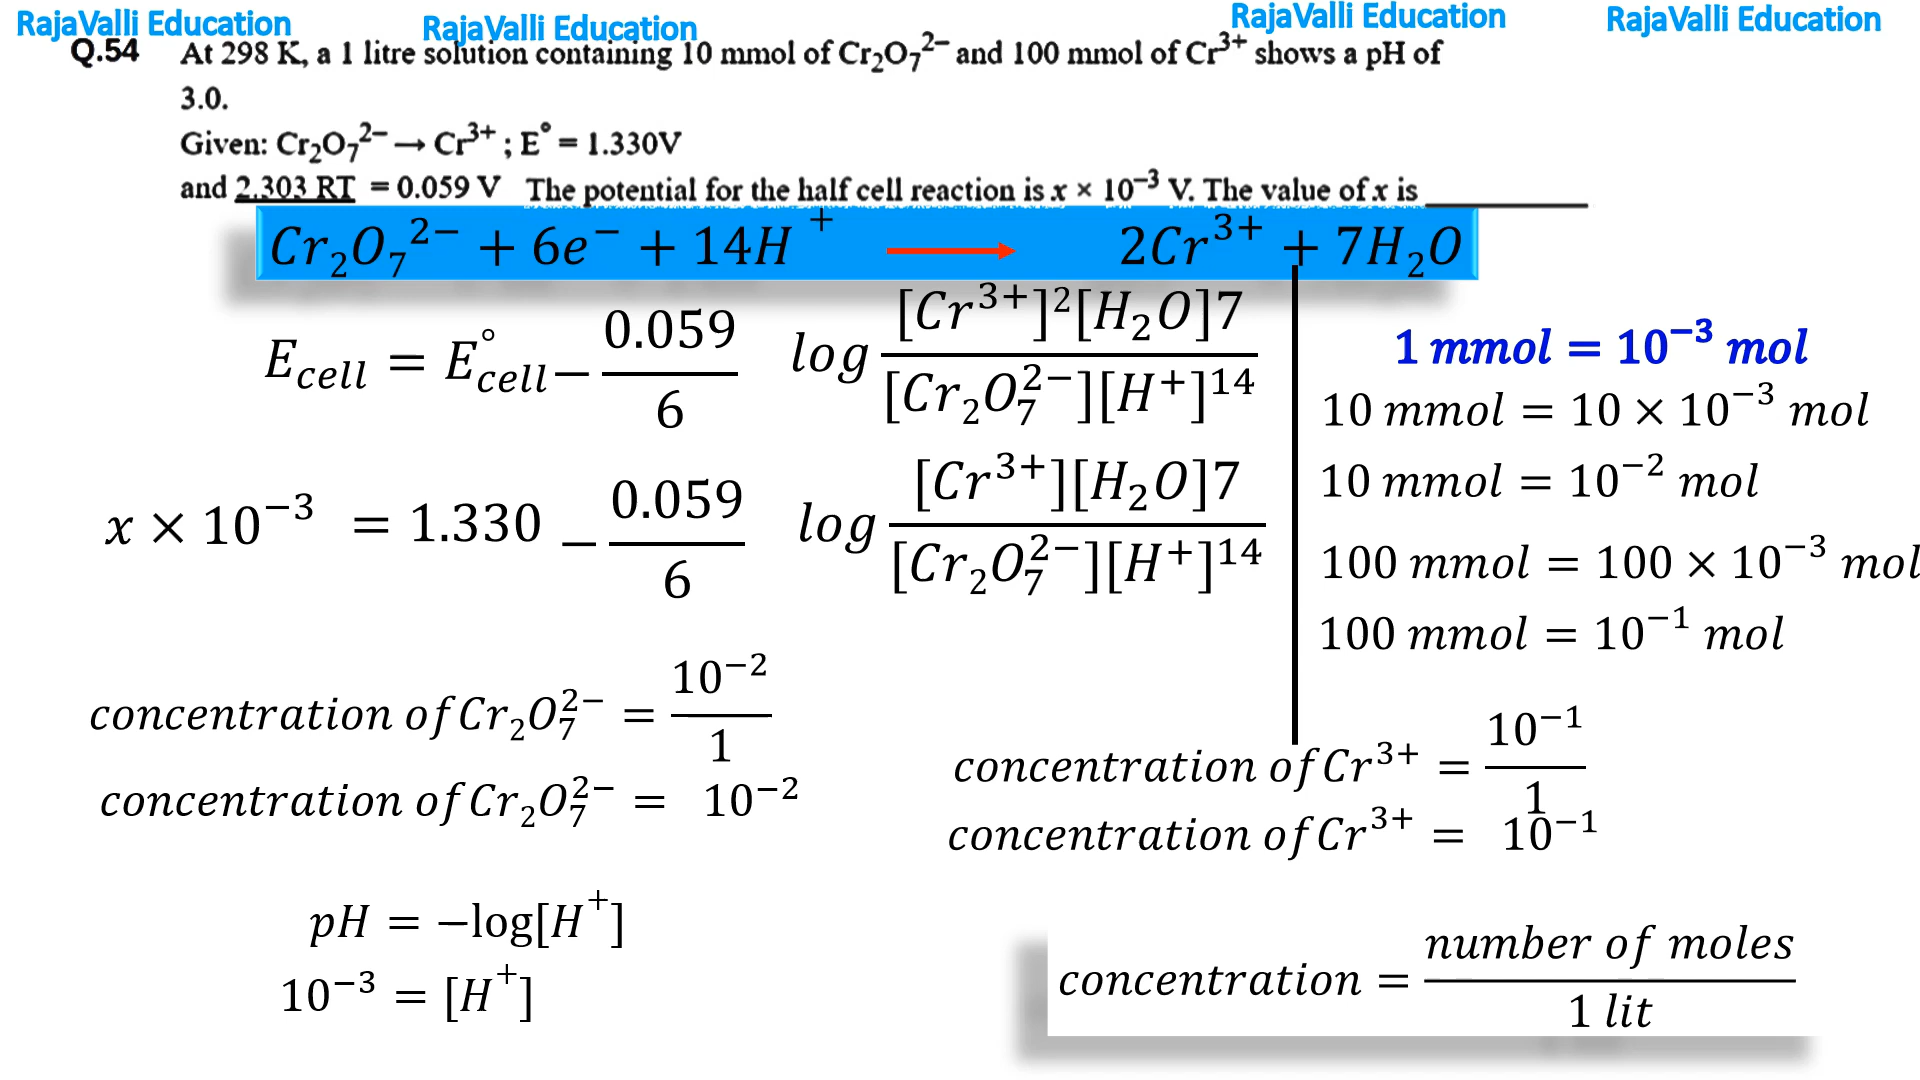 RajaValli Education RajaValli Education RajaValli Education RajaValli Education
Q.54 At 298 K, a 1 litre solution containing 10 mmol of Cr₂O₇²⁻ and 100 mmol of Cr³⁺ shows a pH of
3.0.
Given: Cr₂O₇²⁻ → Cr³⁺ ; E° = 1.330V
and 2.303 RT = 0.059 V The potential for the half cell reaction is x × 10⁻³ V. The value of x is ________
Cr₂O₇²⁻ + 6e⁻ + 14H⁺ → 2Cr³⁺ + 7H₂O
E_cell = E°_cell − 0.059/6 log [Cr³⁺]²[H₂O]7 / [Cr₂O₇²⁻][H⁺]¹⁴
x × 10⁻³ = 1.330 − 0.059/6 log [Cr³⁺][H₂O]7 / [Cr₂O₇²⁻][H⁺]¹⁴
1 mmol = 10⁻³ mol
10 mmol = 10 × 10⁻³ mol
10 mmol = 10⁻² mol
100 mmol = 100 × 10⁻³ mol
100 mmol = 10⁻¹ mol
concentration of Cr₂O₇²⁻ = 10⁻²/1
concentration of Cr₂O₇²⁻ = 10⁻²
concentration of Cr³⁺ = 10⁻¹/1
concentration of Cr³⁺ = 10⁻¹
pH = −log[H⁺]
10⁻³ = [H⁺]
concentration = number of moles / 1 lit